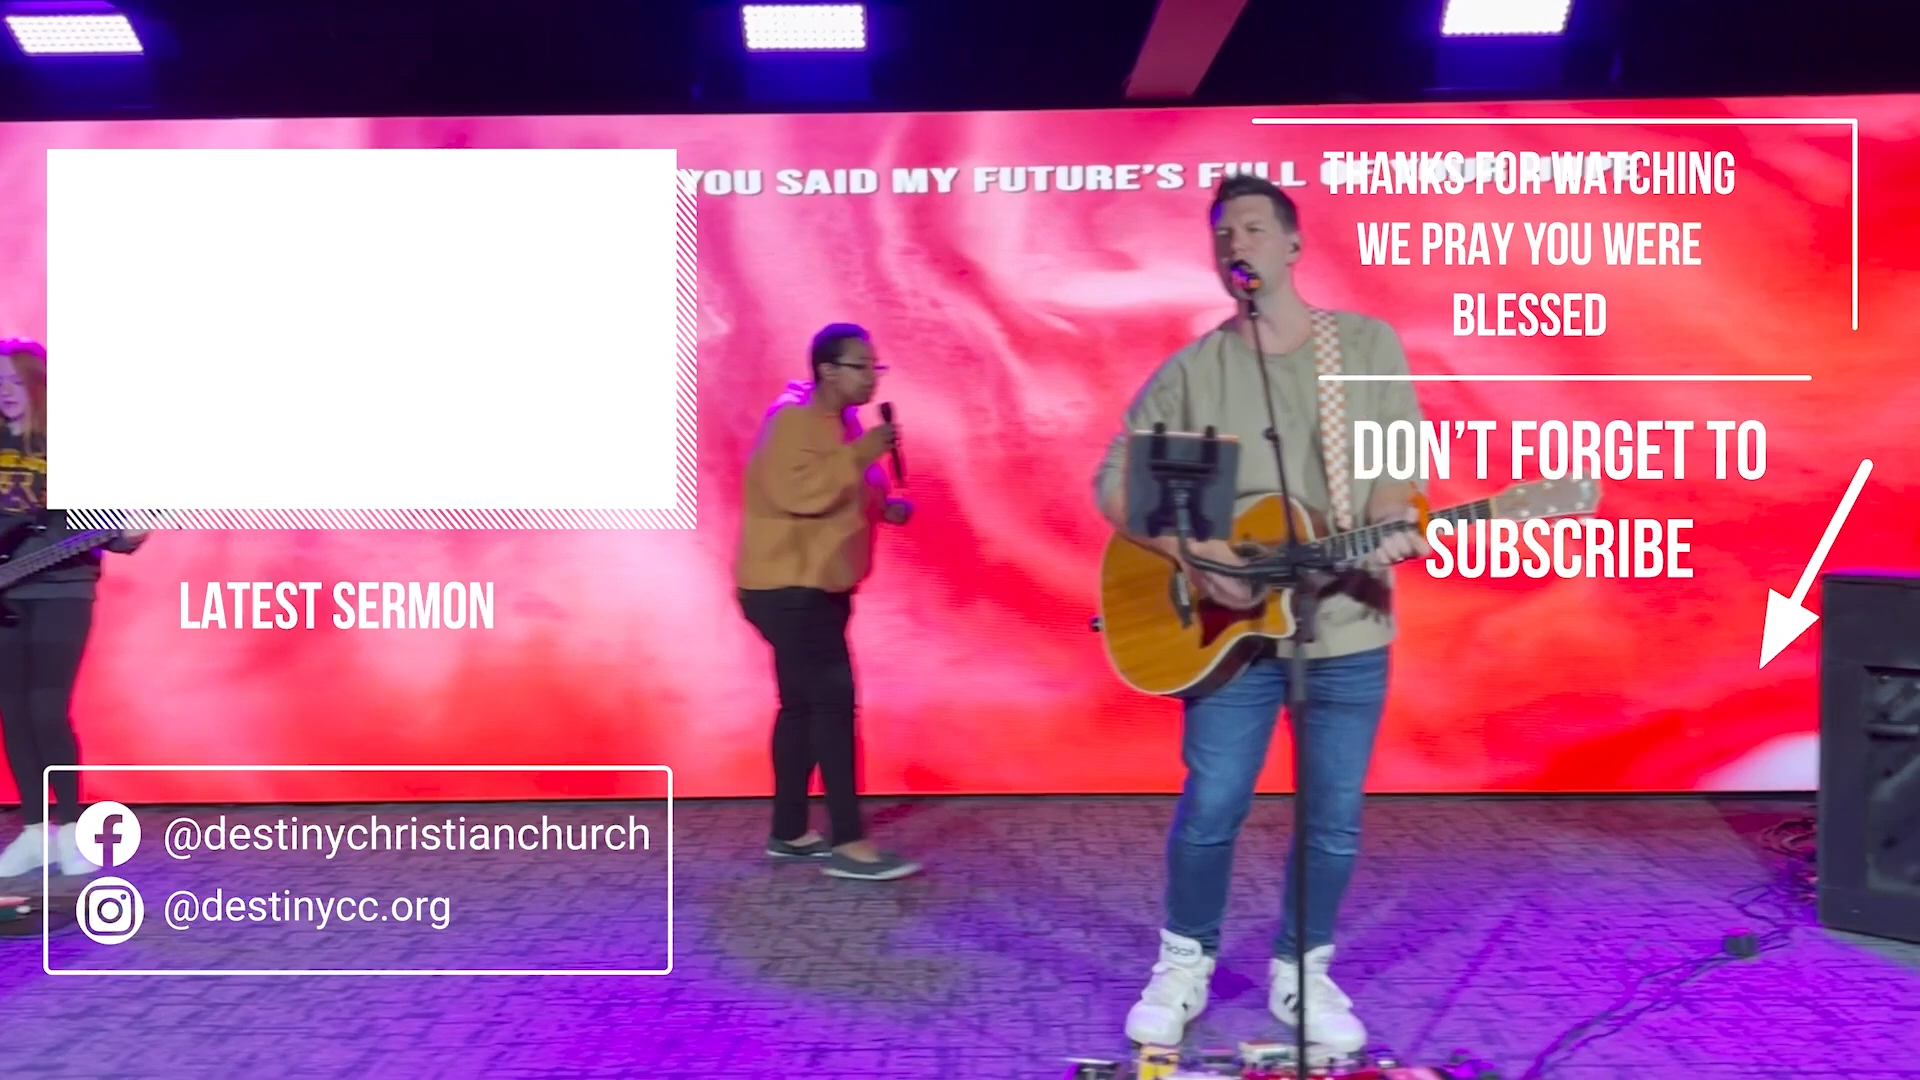 YOU SAID MY FUTURE'S FULL
THANKS FOR WATCHING
WE PRAY YOU WERE
BLESSED
DON'T FORGET TO
SUBSCRIBE
LATEST SERMON
@destinychristianchurch
@destinycc.org